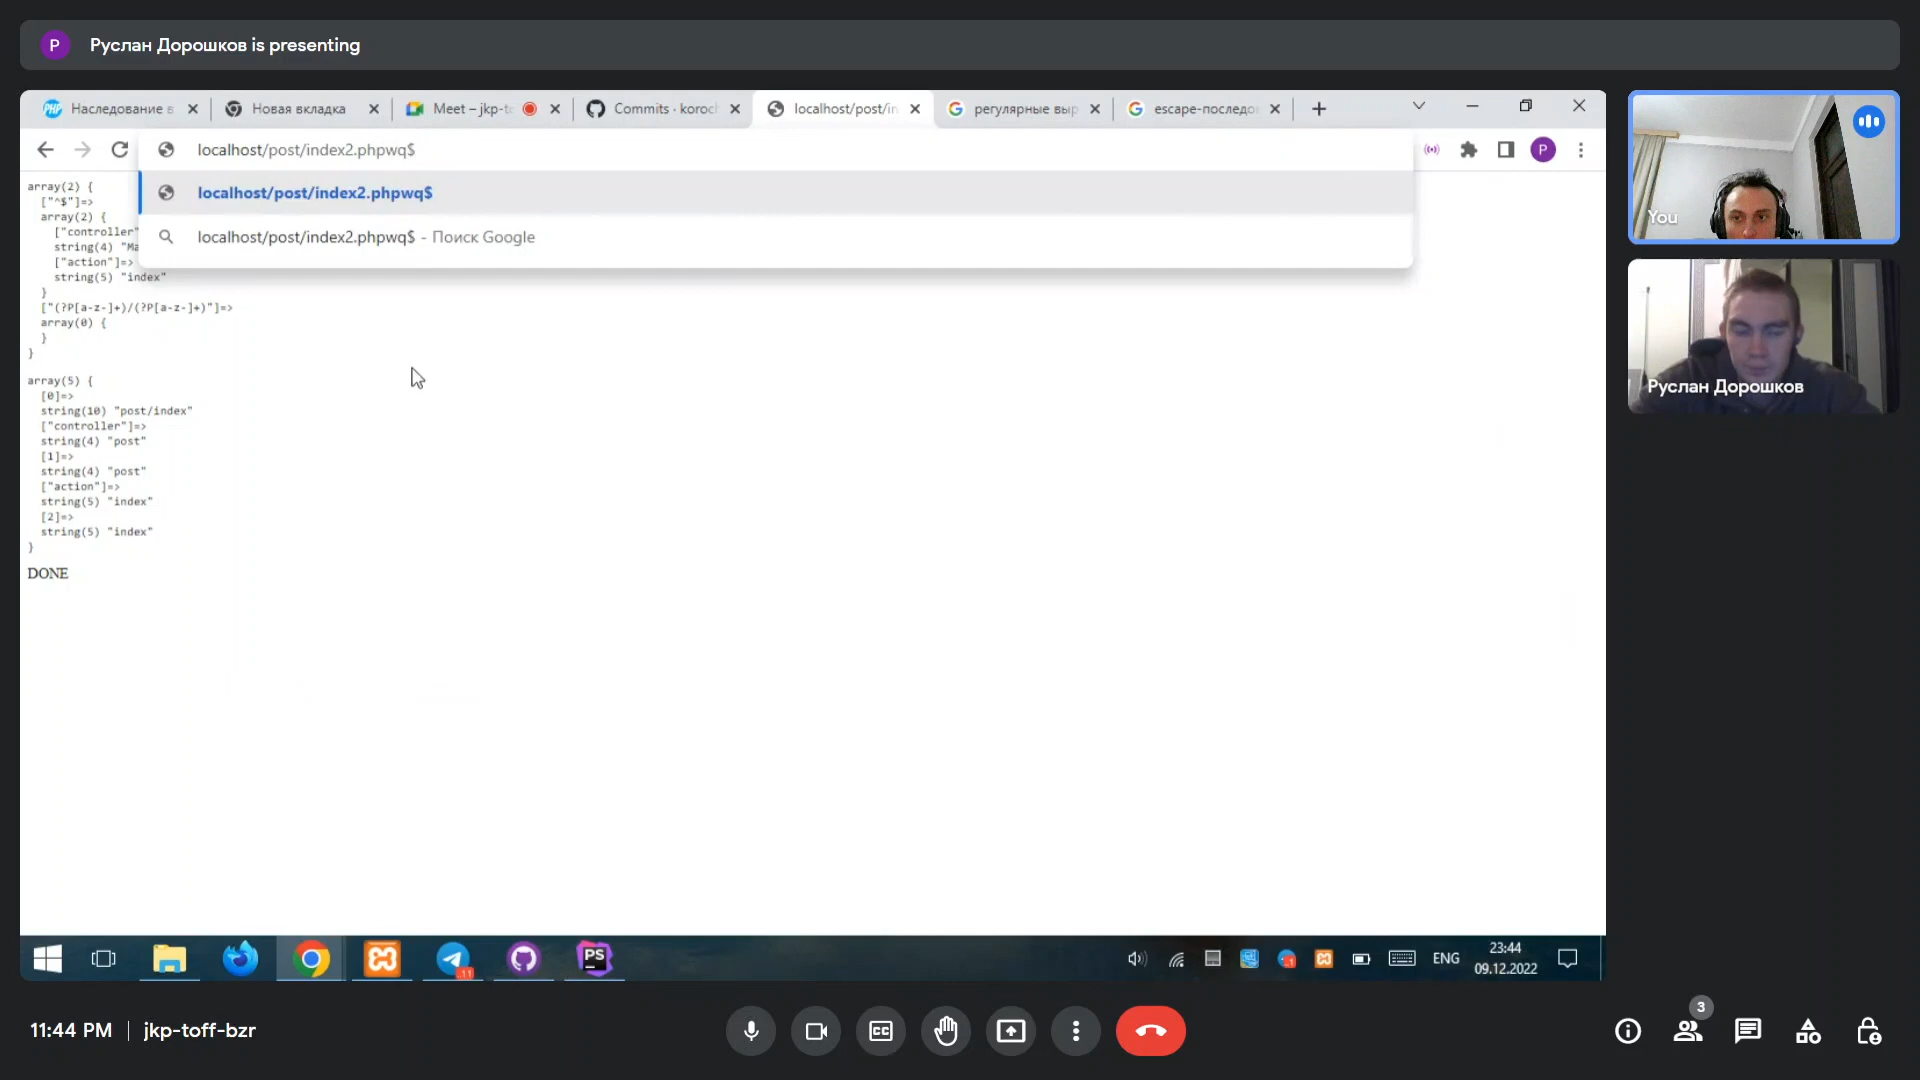 P
Руслан Дорошков is presenting
Наследование в
Новая вкладка
Meet – jkp-to
Commits · koroch
localhost/post/in
регулярные выр
escape-последо
localhost/post/index2.phpwq$
P
localhost/post/index2.phpwq$
localhost/post/index2.phpwq$ - Поиск Google
array(2) {
["^$"]=>
array(2) {
["controller"
string(4) "Ma
["action"]=>
string(5) "index"
}
["(?P[a-z-]+)/(?P[a-z-]+)"]=>
array(0) {
}
}
array(5) {
[0]=>
string(10) "post/index"
["controller"]=>
string(4) "post"
[1]=>
string(4) "post"
["action"]=>
string(5) "index"
[2]=>
string(5) "index"
}
DONE
You
Руслан Дорошков
PS
ENG
23:44
09.12.2022
11:44 PM
jkp-toff-bzr
3